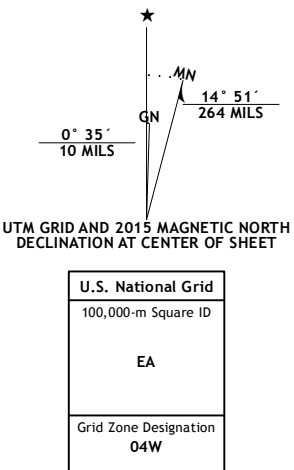 ★
MN
GN
14° 51´
264 MILS
0° 35´
10 MILS
UTM GRID AND 2015 MAGNETIC NORTH
DECLINATION AT CENTER OF SHEET
U.S. National Grid
100,000-m Square ID
EA
Grid Zone Designation
04W